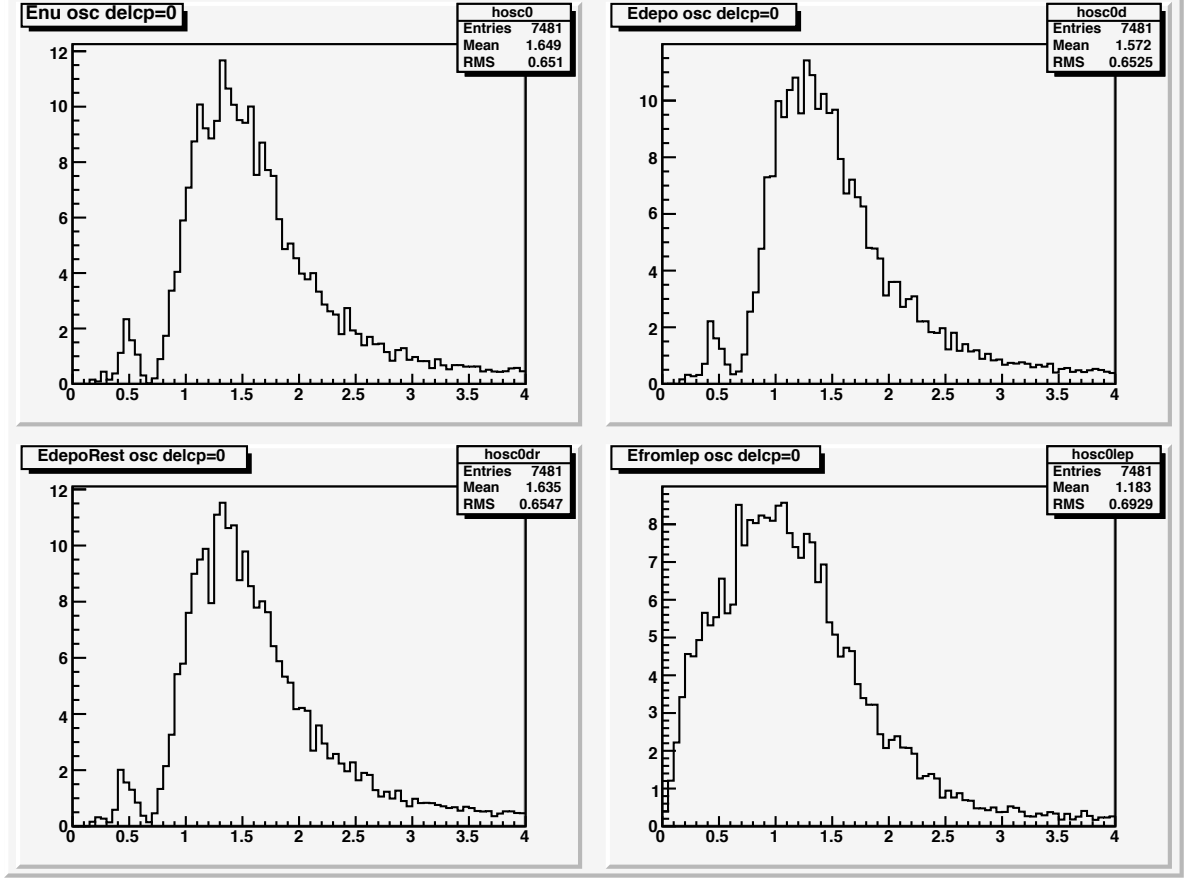 Enu osc delcp=0
hosc0
Entries 7481
Mean 1.649
RMS 0.651
12
10
8
6
4
2
0
0 0.5 1 1.5 2 2.5 3 3.5 4
Edepo osc delcp=0
hosc0d
Entries 7481
Mean 1.572
RMS 0.6525
10
8
6
4
2
0
0 0.5 1 1.5 2 2.5 3 3.5 4
EdepoRest osc delcp=0
hosc0dr
Entries 7481
Mean 1.635
RMS 0.6547
12
10
8
6
4
2
0
0 0.5 1 1.5 2 2.5 3 3.5 4
Efromlep osc delcp=0
hosc0lep
Entries 7481
Mean 1.183
RMS 0.6929
8
7
6
5
4
3
2
1
0
0 0.5 1 1.5 2 2.5 3 3.5 4